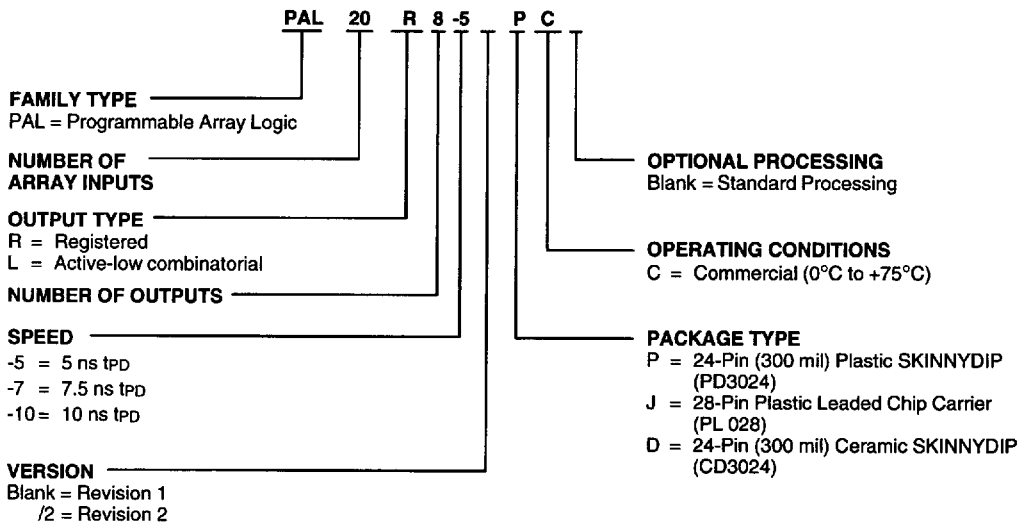 PAL 20 R 8 -5 P C
FAMILY TYPE
PAL = Programmable Array Logic
NUMBER OF
ARRAY INPUTS
OUTPUT TYPE
R = Registered
L = Active-low combinatorial
NUMBER OF OUTPUTS
SPEED
-5 = 5 ns tPD
-7 = 7.5 ns tPD
-10 = 10 ns tPD
VERSION
Blank = Revision 1
/2 = Revision 2
OPTIONAL PROCESSING
Blank = Standard Processing
OPERATING CONDITIONS
C = Commercial (0°C to +75°C)
PACKAGE TYPE
P = 24-Pin (300 mil) Plastic SKINNYDIP
(PD3024)
J = 28-Pin Plastic Leaded Chip Carrier
(PL 028)
D = 24-Pin (300 mil) Ceramic SKINNYDIP
(CD3024)